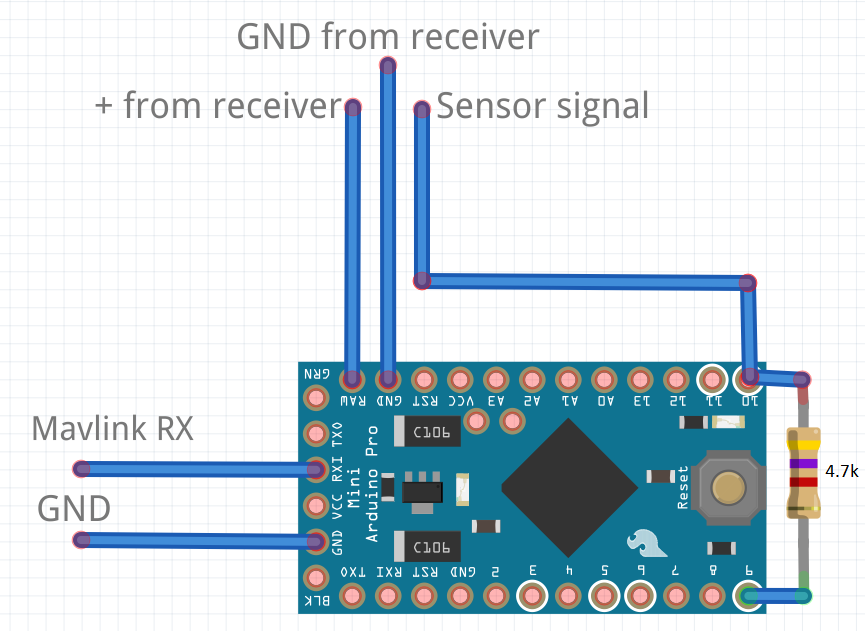 GND from receiver
+ from receiver
Sensor signal
GRN
RAW GND RST VCC A3 A2 A1 A0 13 12 11 10
Mavlink RX
GND
TXO
RXI
VCC
GND
BLK
Mini
Arduino Pro
C106
C106
Reset
4.7k
TXO RXI RST GND 2 3 4 5 6 7 8 9